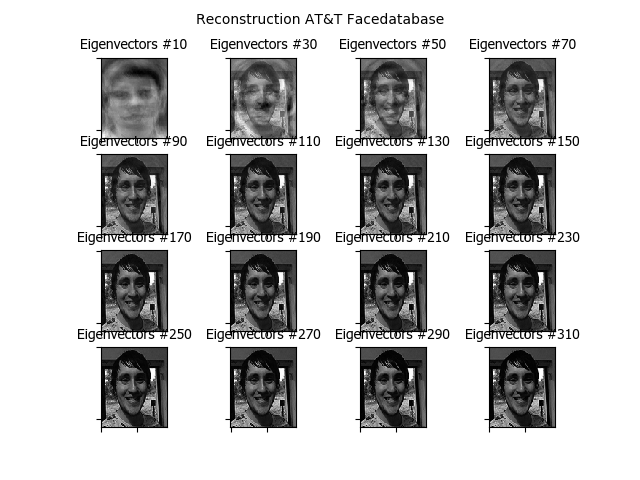 Reconstruction AT&T Facedatabase
Eigenvectors #10 Eigenvectors #30 Eigenvectors #50 Eigenvectors #70
Eigenvectors #90 Eigenvectors #110 Eigenvectors #130 Eigenvectors #150
Eigenvectors #170 Eigenvectors #190 Eigenvectors #210 Eigenvectors #230
Eigenvectors #250 Eigenvectors #270 Eigenvectors #290 Eigenvectors #310